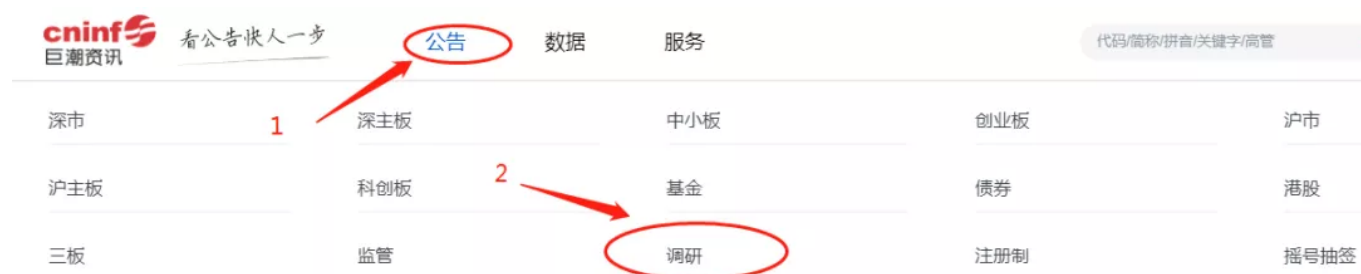 cninf
巨潮资讯
看公告快人一步
公告 数据 服务 代码/简称/拼音/关键字/高管
1
深市 深主板 中小板 创业板 沪市
2
沪主板 科创板 基金 债券 港股
三板 监管 调研 注册制 摇号抽签